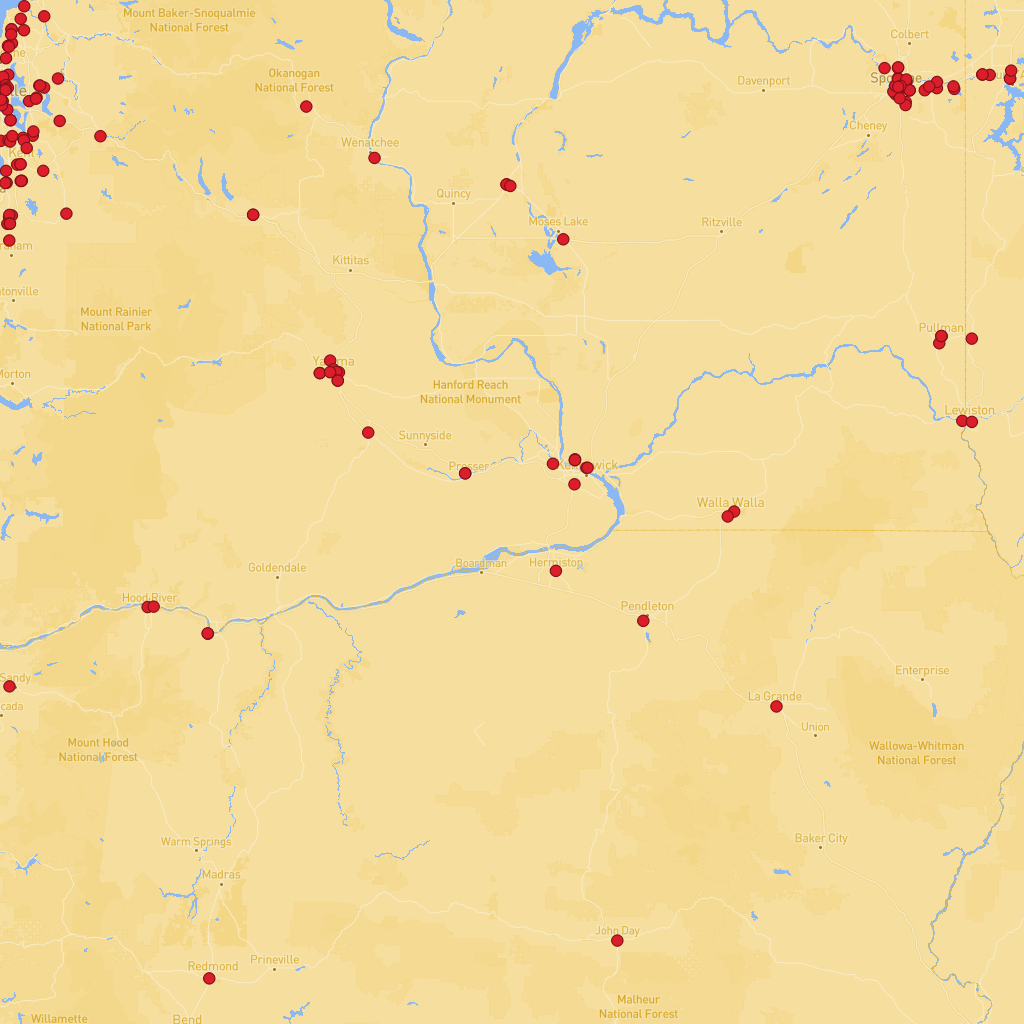 Mount Baker-Snoqualmie
National Forest
Colbert
Okanogan
National Forest
Davenport
Cheney
Wenatchee
Quincy
Moses Lake
Ritzville
Kittitas
Mount Rainier
National Park
Pullman
Morton
Hanford Reach
National Monument
Lewiston
Sunnyside
Walla Walla
Boardman
Hermiston
Goldendale
Hood River
Pendleton
Sandy
Enterprise
La Grande
Union
Mount Hood
National Forest
Wallowa-Whitman
National Forest
Warm Springs
Baker City
Madras
John Day
Redmond
Prineville
Malheur
National Forest
Willamette
Bend